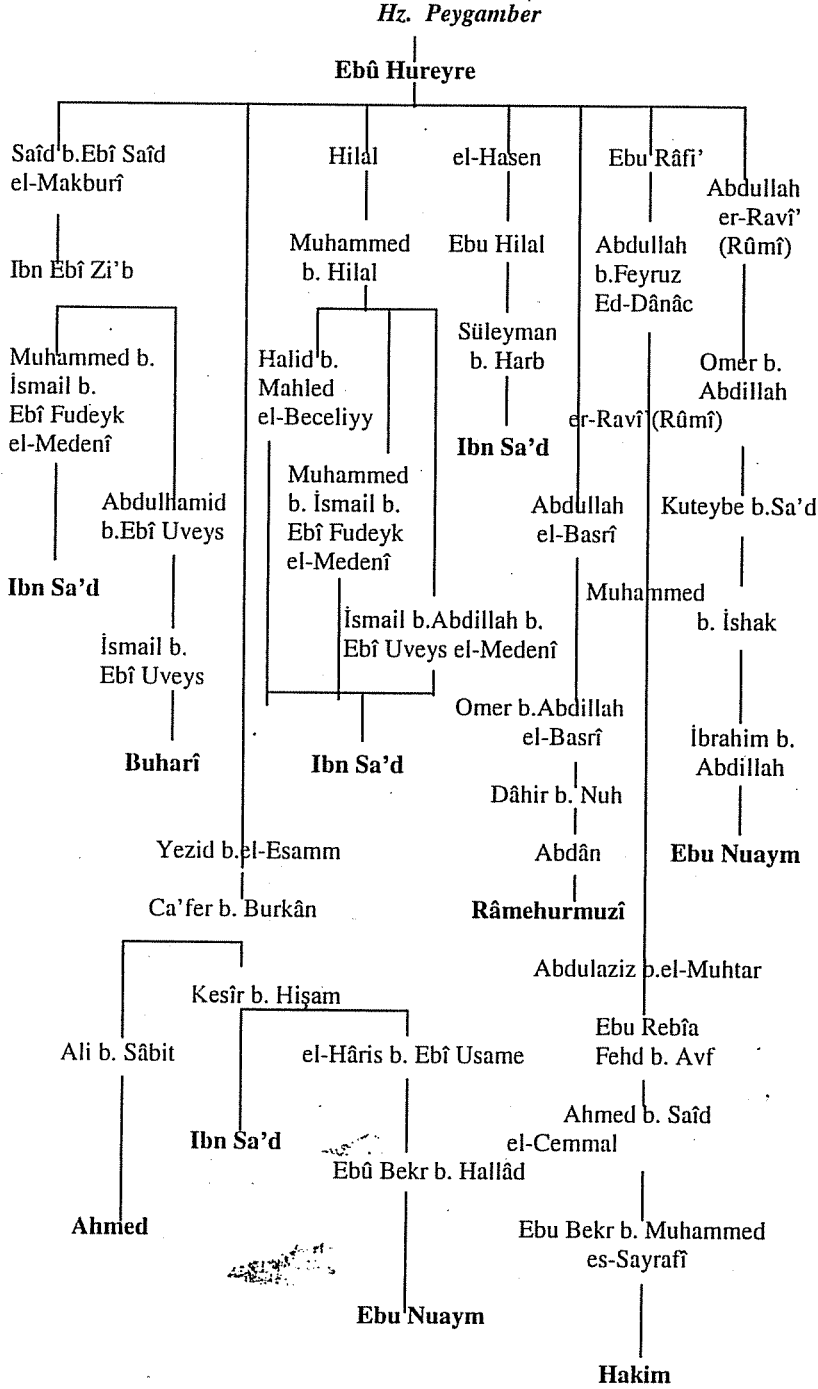 Hz. Peygamber
Ebû Hureyre
Saîd b.Ebî Saîd
el-Makburî
Ibn Ebî Zi'b
Muhammed b.
İsmail b.
Ebî Fudeyk
el-Medenî
Ibn Sa'd
Abdulhamid
b.Ebî Uveys
İsmail b.
Ebî Uveys
Buharî
Yezid b.el-Esamm
Ca'fer b. Burkân
Ali b. Sâbit
Ahmed
Kesîr b. Hişam
Ibn Sa'd
el-Hâris b. Ebî Usame
Ebû Bekr b. Hallâd
Ebu Nuaym
Hilal
Muhammed
b. Hilal
Halid b.
Mahled
el-Beceliyy
Muhammed
b. İsmail b.
Ebî Fudeyk
el-Medenî
İsmail b.Abdillah b.
Ebî Uveys el-Medenî
Ibn Sa'd
el-Hasen
Ebu Hilal
Süleyman
b. Harb
Ibn Sa'd
Abdullah
el-Basrî
Omer b.Abdillah
el-Basrî
Dâhir b. Nuh
Abdân
Râmehurmuzî
Ebu Râfi'
Abdullah
b.Feyruz
Ed-Dânâc
Abdulaziz b.el-Muhtar
Ebu Rebîa
Fehd b. Avf
Ahmed b. Saîd
el-Cemmal
Ebu Bekr b. Muhammed
es-Sayrafî
Hakim
Abdullah
er-Ravî'
(Rûmî)
Omer b.
Abdillah
er-Ravî'(Rûmî)
Kuteybe b.Sa'd
Muhammed
b. İshak
İbrahim b.
Abdillah
Ebu Nuaym